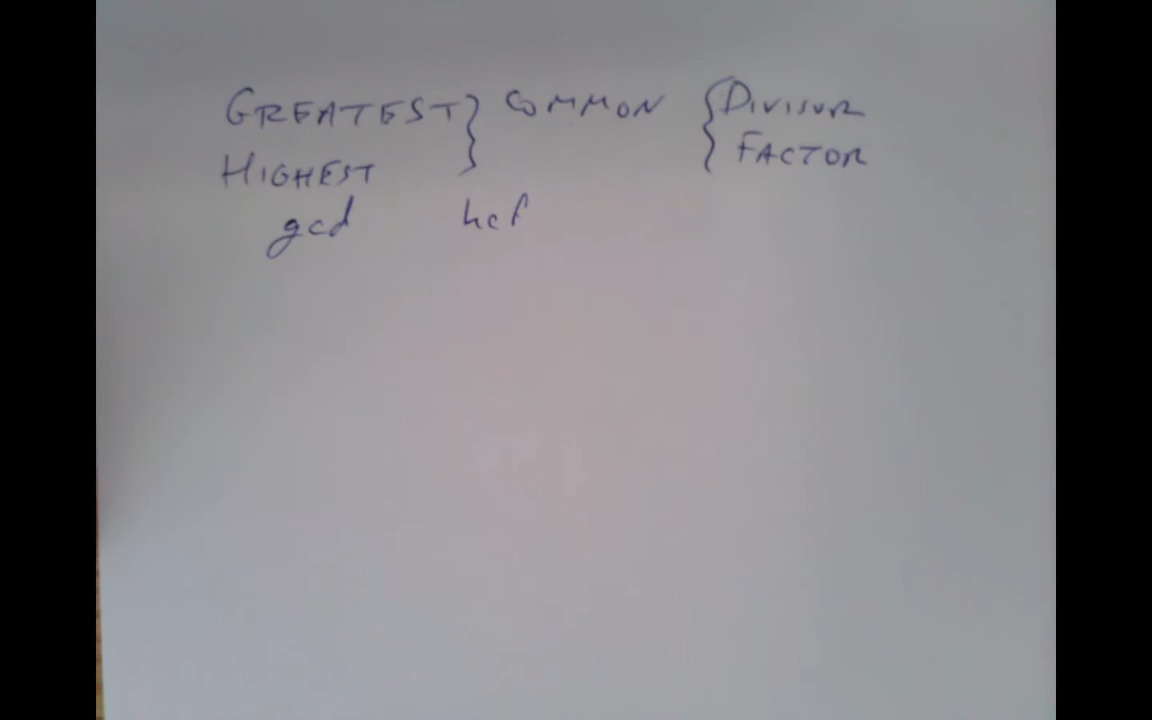 GREATEST } COMMON { DIVISOR
HIGHEST } { FACTOR
gcd hcf